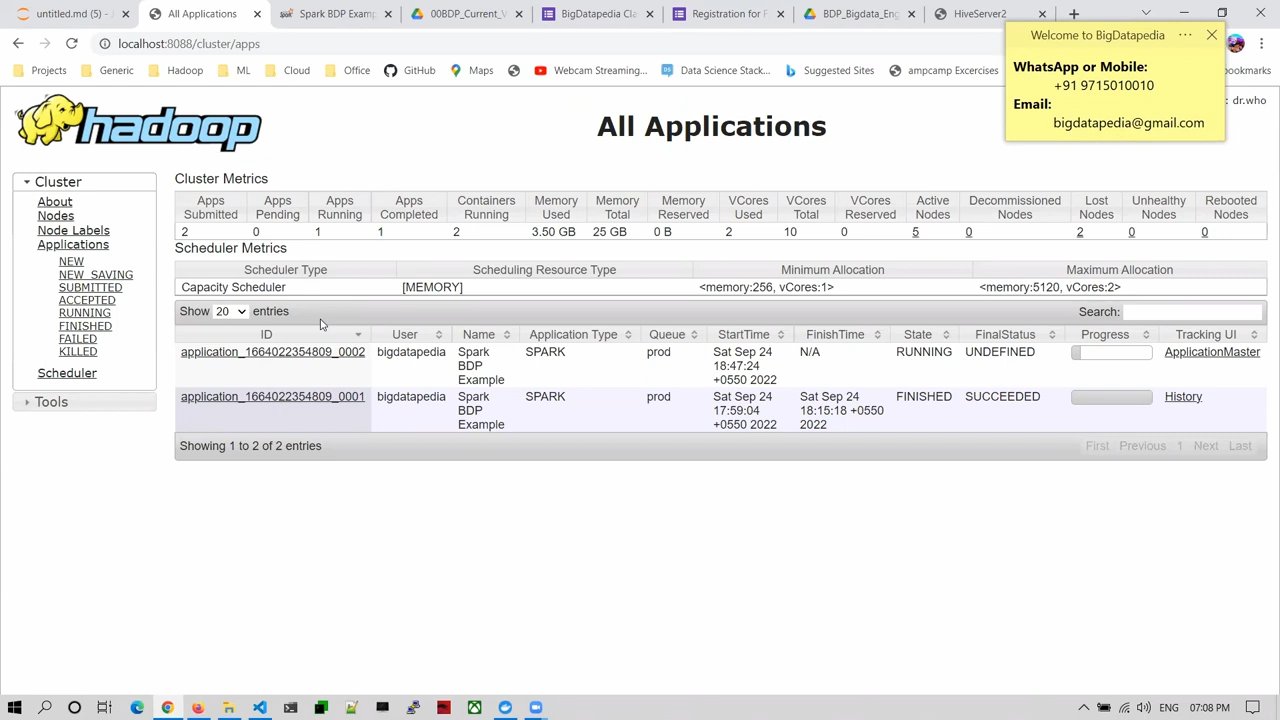 untitled.md (5) - J
All Applications
Spark BDP Exam
00BDP_Current_V
BigDatapedia Cla
Registration for F
BDP_Bigdata_Eng
HiveServer2
localhost:8088/cluster/apps
Projects
Generic
Hadoop
ML
Cloud
Office
GitHub
Maps
Webcam Streaming...
Data Science Stack...
Suggested Sites
ampcamp Excercises
bookmarks
Welcome to BigDatapedia
WhatsApp or Mobile:
+91 9715010010
Email:
bigdatapedia@gmail.com
: dr.who
hadoop
All Applications
Cluster
About
Nodes
Node Labels
Applications
NEW
NEW_SAVING
SUBMITTED
ACCEPTED
RUNNING
FINISHED
FAILED
KILLED
Scheduler
Tools
Cluster Metrics
Apps Submitted Apps Pending Apps Running Apps Completed Containers Running Memory Used Memory Total Memory Reserved VCores Used VCores Total VCores Reserved Active Nodes Decommissioned Nodes Lost Nodes Unhealthy Nodes Rebooted Nodes
2 0 1 1 2 3.50 GB 25 GB 0 B 2 10 0 5 0 2 0 0
Scheduler Metrics
Scheduler Type Scheduling Resource Type Minimum Allocation Maximum Allocation
Capacity Scheduler [MEMORY] <memory:256, vCores:1> <memory:5120, vCores:2>
Show 20 entries
Search:
ID User Name Application Type Queue StartTime FinishTime State FinalStatus Progress Tracking UI
application_1664022354809_0002 bigdatapedia Spark BDP Example SPARK prod Sat Sep 24 18:47:24 +0550 2022 N/A RUNNING UNDEFINED ApplicationMaster
application_1664022354809_0001 bigdatapedia Spark BDP Example SPARK prod Sat Sep 24 17:59:04 +0550 2022 Sat Sep 24 18:15:18 +0550 2022 FINISHED SUCCEEDED History
Showing 1 to 2 of 2 entries
First Previous 1 Next Last
ENG
07:08 PM